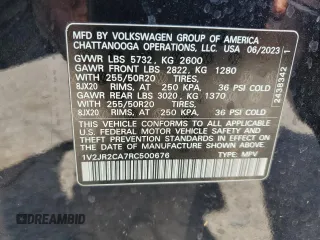 MFD BY VOLKSWAGEN GROUP OF AMERICA
CHATTANOOGA OPERATIONS, LLC. USA 06/2023
GVWR LBS 5732, KG 2600
GAWR FRONT LBS 2822, KG 1280
WITH 255/50R20 TIRES,
8JX20 RIMS, AT 250 KPA, 36 PSI COLD
GAWR REAR LBS 3020, KG 1370
WITH 255/50R20 TIRES,
8JX20 RIMS, AT 250 KPA, 36 PSI COLD
THIS VEHICLE CONFORMS TO ALL APPLICABLE
FEDERAL MOTOR VEHICLE SAFETY, BUMPER,
AND THEFT PREVENTION STANDARDS IN EFFECT
ON THE DATE OF MANUFACTURE SHOWN ABOVE.
1V2JR2CA7RC500676 TYPE: MPV
2438342 1
© DREAMBID